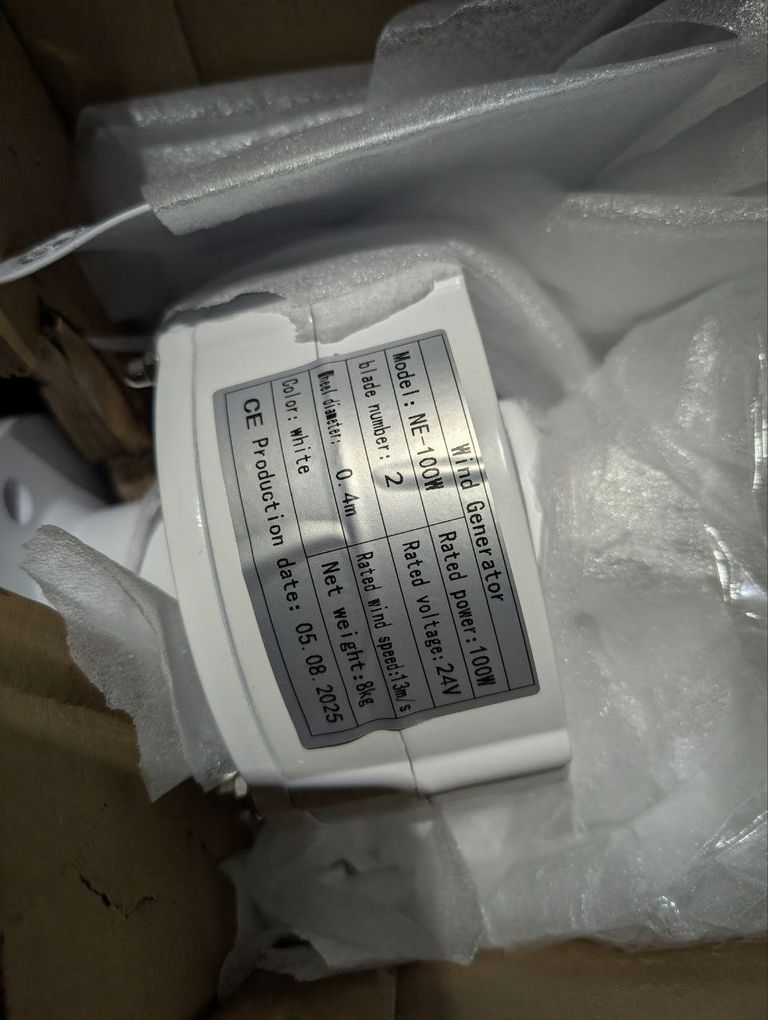 Wind Generator
Model: NE-100W Rated power: 100W
blade number: 2 Rated voltage: 24V
Wheel diameter: 0.4m Rated wind speed: 13m/s
Color: white Net weight: 8kg
CE Production date: 05.08.2025